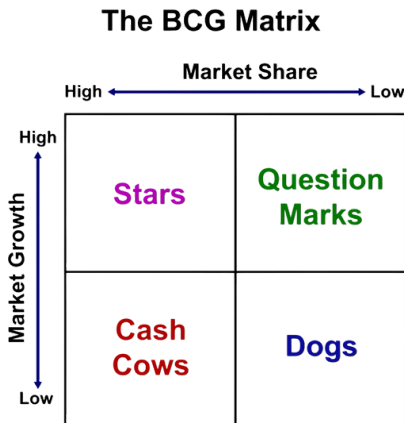 The BCG Matrix
Market Share
High
Low
High
Market Growth
Low
Stars
Question
Marks
Cash
Cows
Dogs